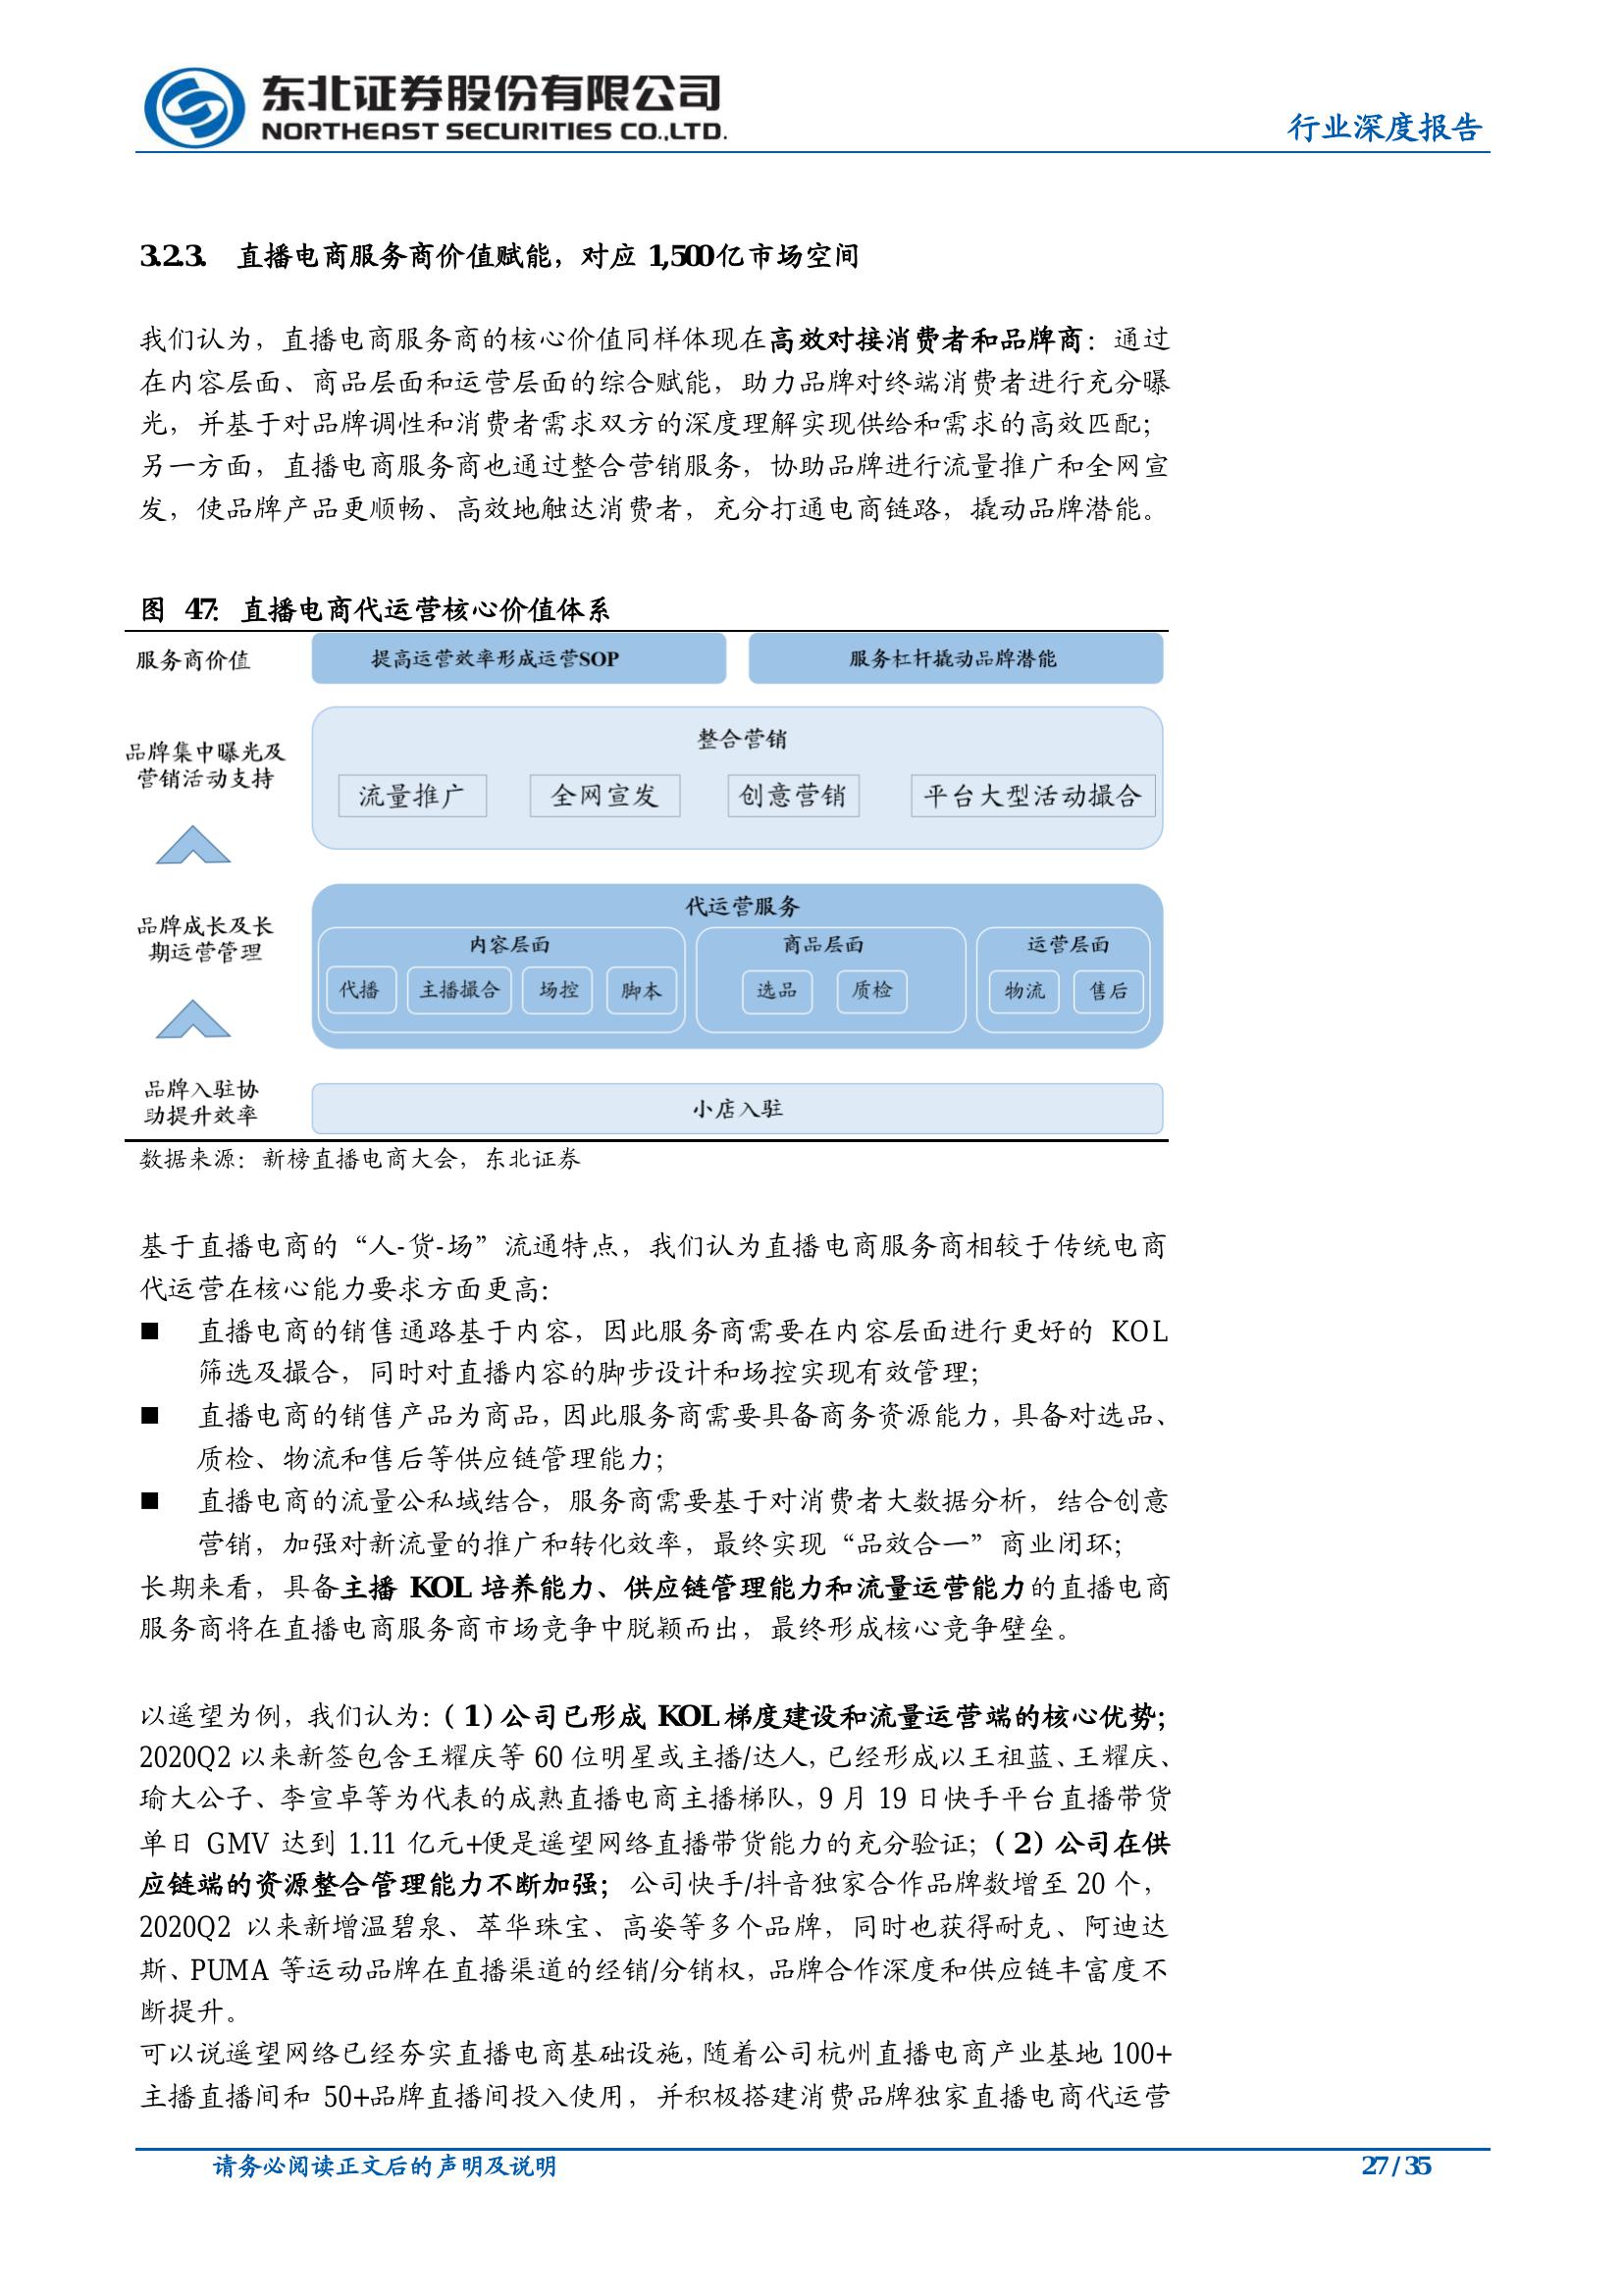 东北证券股份有限公司
NORTHEAST SECURITIES CO.,LTD.
行业深度报告
3.2.3. 直播电商服务商价值赋能，对应 1,500亿市场空间
我们认为，直播电商服务商的核心价值同样体现在高效对接消费者和品牌商：通过
在内容层面、商品层面和运营层面的综合赋能，助力品牌对终端消费者进行充分曝
光，并基于对品牌调性和消费者需求双方的深度理解实现供给和需求的高效匹配；
另一方面，直播电商服务商也通过整合营销服务，协助品牌进行流量推广和全网宣
发，使品牌产品更顺畅、高效地触达消费者，充分打通电商链路，撬动品牌潜能。
图 47：直播电商代运营核心价值体系
服务商价值
提高运营效率形成运营SOP
服务杠杆撬动品牌潜能
品牌集中曝光及
营销活动支持
整合营销
流量推广
全网宣发
创意营销
平台大型活动撮合
品牌成长及长
期运营管理
代运营服务
内容层面
商品层面
运营层面
代播
主播撮合
场控
脚本
选品
质检
物流
售后
品牌入驻协
助提升效率
小店入驻
数据来源：新榜直播电商大会，东北证券
基于直播电商的“人-货-场”流通特点，我们认为直播电商服务商相较于传统电商
代运营在核心能力要求方面更高：
■ 直播电商的销售通路基于内容，因此服务商需要在内容层面进行更好的 KOL
筛选及撮合，同时对直播内容的脚步设计和场控实现有效管理；
■ 直播电商的销售产品为商品，因此服务商需要具备商务资源能力，具备对选品、
质检、物流和售后等供应链管理能力；
■ 直播电商的流量公私域结合，服务商需要基于对消费者大数据分析，结合创意
营销，加强对新流量的推广和转化效率，最终实现“品效合一”商业闭环；
长期来看，具备主播 KOL 培养能力、供应链管理能力和流量运营能力的直播电商
服务商将在直播电商服务商市场竞争中脱颖而出，最终形成核心竞争壁垒。
以遥望为例，我们认为：（1）公司已形成 KOL 梯度建设和流量运营端的核心优势；
2020Q2 以来新签包含王耀庆等 60 位明星或主播/达人，已经形成以王祖蓝、王耀庆、
瑜大公子、李宣卓等为代表的成熟直播电商主播梯队，9 月 19 日快手平台直播带货
单日 GMV 达到 1.11 亿元+便是遥望网络直播带货能力的充分验证；（2）公司在供
应链端的资源整合管理能力不断加强；公司快手/抖音独家合作品牌数增至 20 个，
2020Q2 以来新增温碧泉、萃华珠宝、高姿等多个品牌，同时也获得耐克、阿迪达
斯、PUMA 等运动品牌在直播渠道的经销/分销权，品牌合作深度和供应链丰富度不
断提升。
可以说遥望网络已经夯实直播电商基础设施，随着公司杭州直播电商产业基地 100+
主播直播间和 50+品牌直播间投入使用，并积极搭建消费品牌独家直播电商代运营
请务必阅读正文后的声明及说明
27 / 35